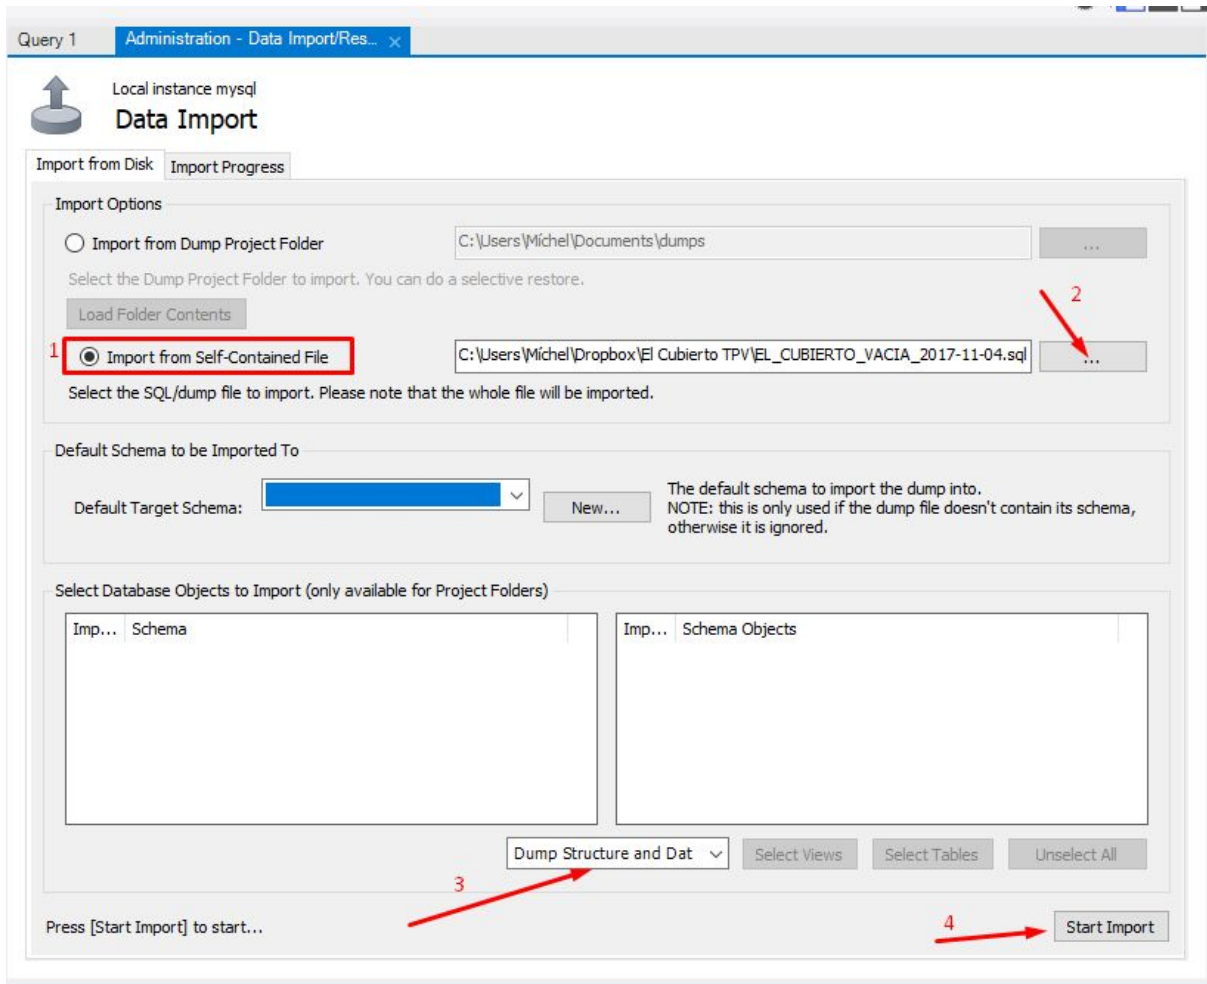 Query 1
Administration - Data Import/Res...
Local instance mysql
Data Import
Import from Disk
Import Progress
Import Options
Import from Dump Project Folder
C:\Users\Míchel\Documents\dumps
...
2
Select the Dump Project Folder to import. You can do a selective restore.
Load Folder Contents
1
Import from Self-Contained File
C:\Users\Míchel\Dropbox\El Cubierto TPV\EL_CUBIERTO_VACIA_2017-11-04.sql
...
Select the SQL/dump file to import. Please note that the whole file will be imported.
Default Schema to be Imported To
Default Target Schema:
New...
The default schema to import the dump into.
NOTE: this is only used if the dump file doesn't contain its schema,
otherwise it is ignored.
Select Database Objects to Import (only available for Project Folders)
Imp... Schema
Imp... Schema Objects
Dump Structure and Dat
Select Views
Select Tables
Unselect All
3
Press [Start Import] to start...
4
Start Import